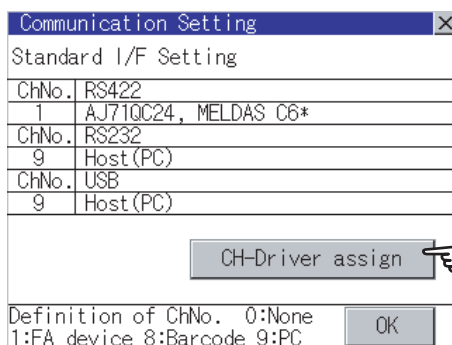 Communication Setting
Standard I/F Setting
ChNo. RS422
1 AJ71QC24, MELDAS C6*
ChNo. RS232
9 Host(PC)
ChNo. USB
9 Host(PC)
CH-Driver assign
Definition of ChNo. 0:None
1:FA device 8:Barcode 9:PC
OK